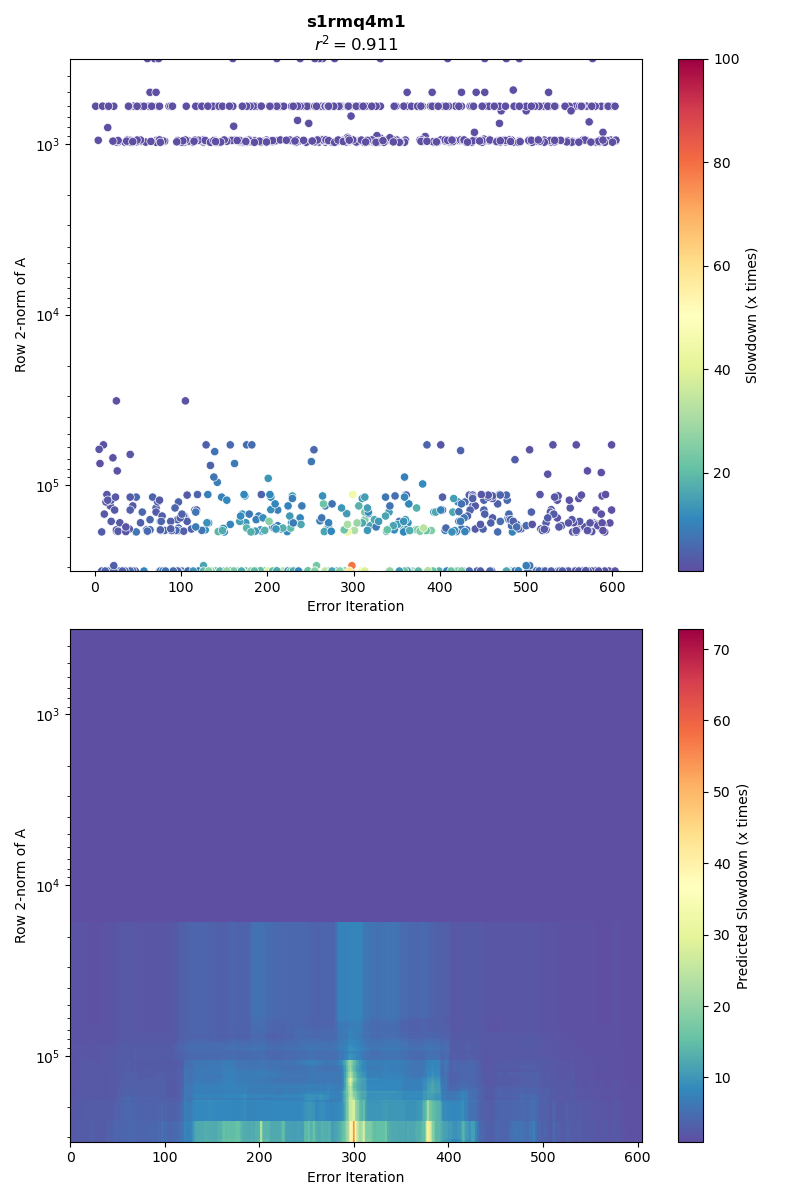 s1rmq4m1
r² = 0.911
Row 2-norm of A
10³
10⁴
10⁵
0 100 200 300 400 500 600
Error Iteration
100
80
60
40
20
Slowdown (x times)
Row 2-norm of A
10³
10⁴
10⁵
0 100 200 300 400 500 600
Error Iteration
70
60
50
40
30
20
10
Predicted Slowdown (x times)